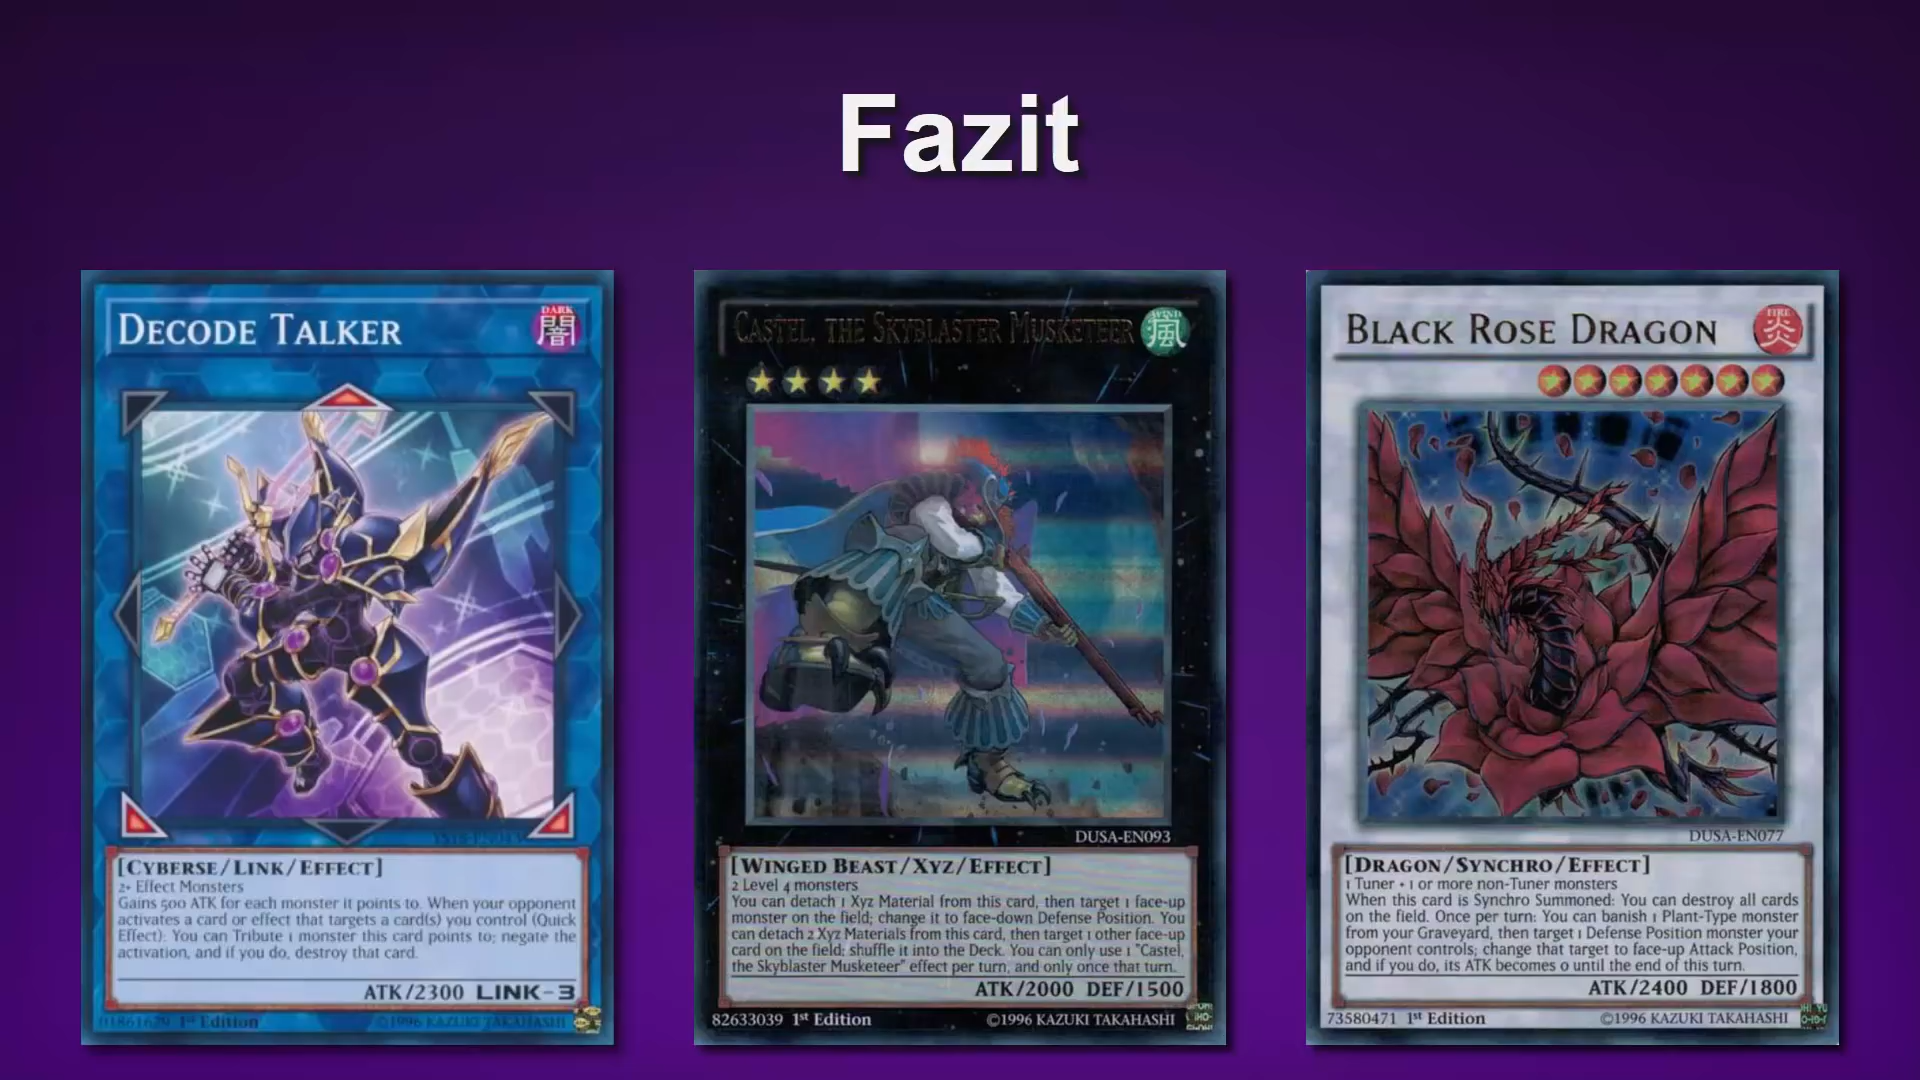 Fazit
DECODE TALKER
DARK
闇
[CYBERSE/LINK/EFFECT]
2+ Effect Monsters
Gains 500 ATK for each monster it points to. When your opponent
activates a card or effect that targets a card(s) you control (Quick
Effect): You can Tribute 1 monster this card points to; negate the
activation, and if you do, destroy that card.
ATK/2300 LINK-3
01861629 1st Edition
©1996 KAZUKI TAKAHASHI
CASTEL, THE SKYBLASTER MUSKETEER
WIND
風
DUSA-EN093
[WINGED BEAST/XYZ/EFFECT]
2 Level 4 monsters
You can detach 1 Xyz Material from this card, then target 1 face-up
monster on the field; change it to face-down Defense Position. You
can detach 2 Xyz Materials from this card, then target 1 other face-up
card on the field; shuffle it into the Deck. You can only use 1 "Castel,
the Skyblaster Musketeer" effect per turn, and only once that turn.
ATK/2000 DEF/1500
82633039 1st Edition
©1996 KAZUKI TAKAHASHI
BLACK ROSE DRAGON
FIRE
炎
DUSA-EN077
[DRAGON/SYNCHRO/EFFECT]
1 Tuner + 1 or more non-Tuner monsters
When this card is Synchro Summoned: You can destroy all cards
on the field. Once per turn: You can banish 1 Plant-Type monster
from your Graveyard, then target 1 Defense Position monster your
opponent controls; change that target to face-up Attack Position,
and if you do, its ATK becomes 0 until the end of this turn.
ATK/2400 DEF/1800
73580471 1st Edition
©1996 KAZUKI TAKAHASHI